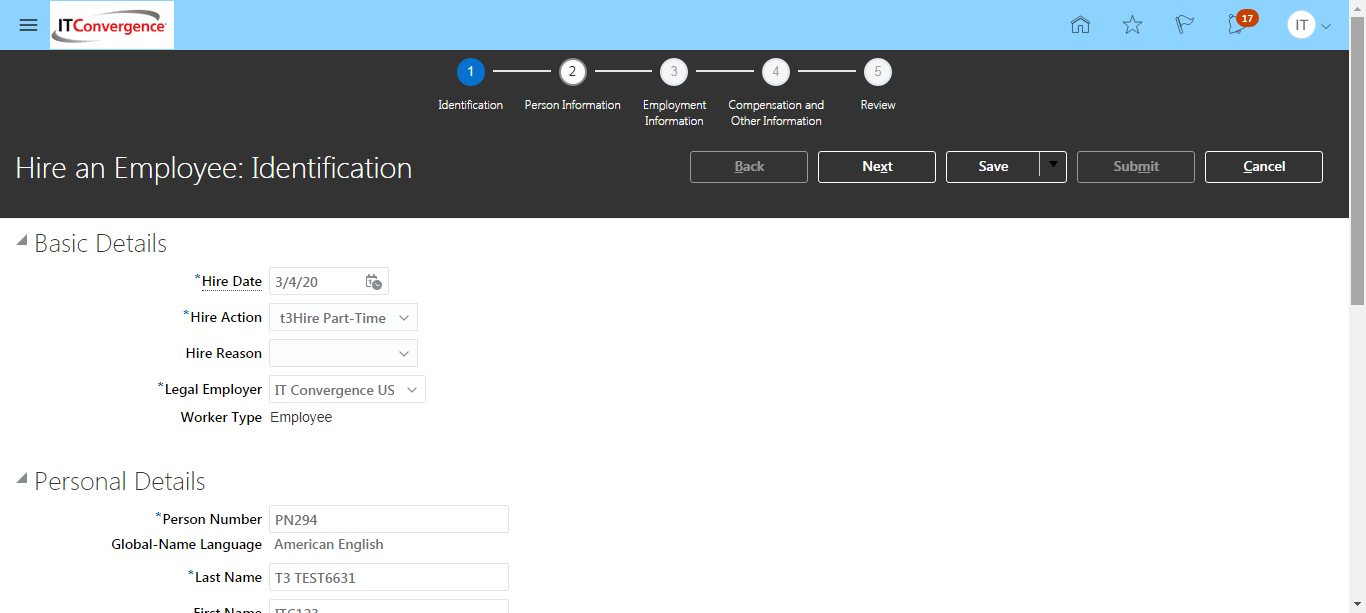 ITConvergence
17
IT
1
2
3
4
5
Identification
Person Information
Employment
Information
Compensation and
Other Information
Review
Hire an Employee: Identification
Back
Next
Save
Submit
Cancel
Basic Details
*Hire Date 3/4/20
*Hire Action t3Hire Part-Time
Hire Reason
*Legal Employer IT Convergence US
Worker Type Employee
Personal Details
*Person Number PN294
Global-Name Language American English
*Last Name T3 TEST6631
First Name ITC123